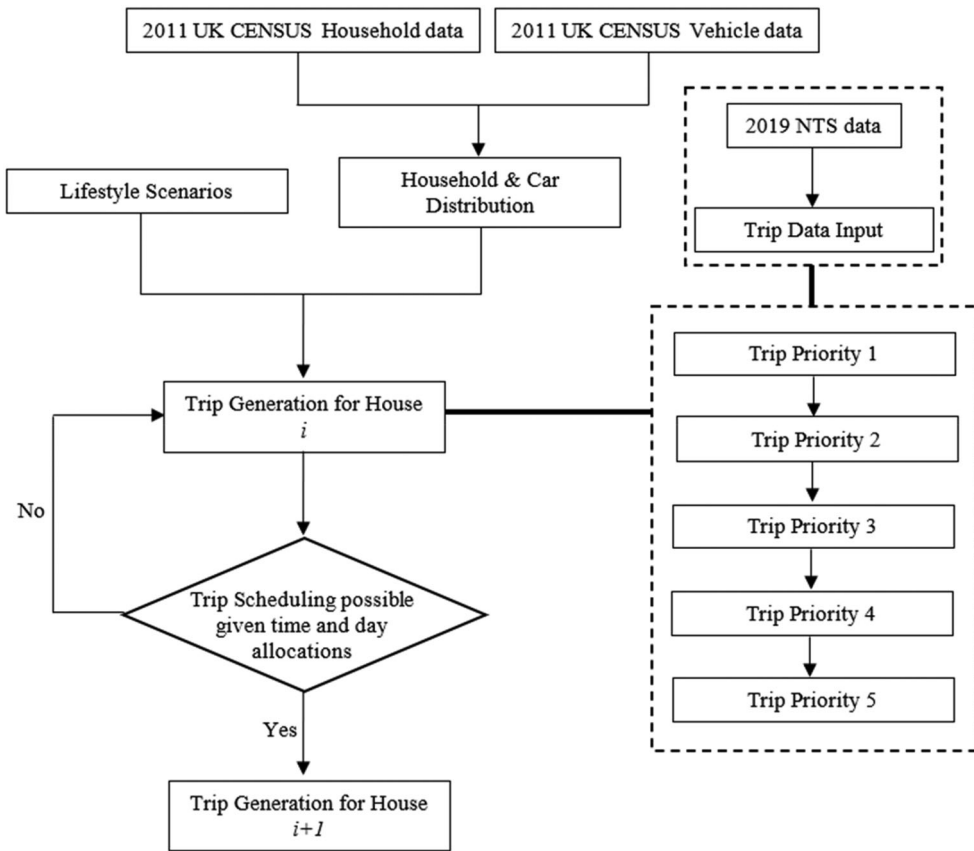 2011 UK CENSUS Household data
2011 UK CENSUS Vehicle data
2019 NTS data
Lifestyle Scenarios
Household & Car
Distribution
Trip Data Input
Trip Priority 1
Trip Generation for House
i
Trip Priority 2
No
Trip Priority 3
Trip Scheduling possible
given time and day
allocations
Trip Priority 4
Trip Priority 5
Yes
Trip Generation for House
i+1